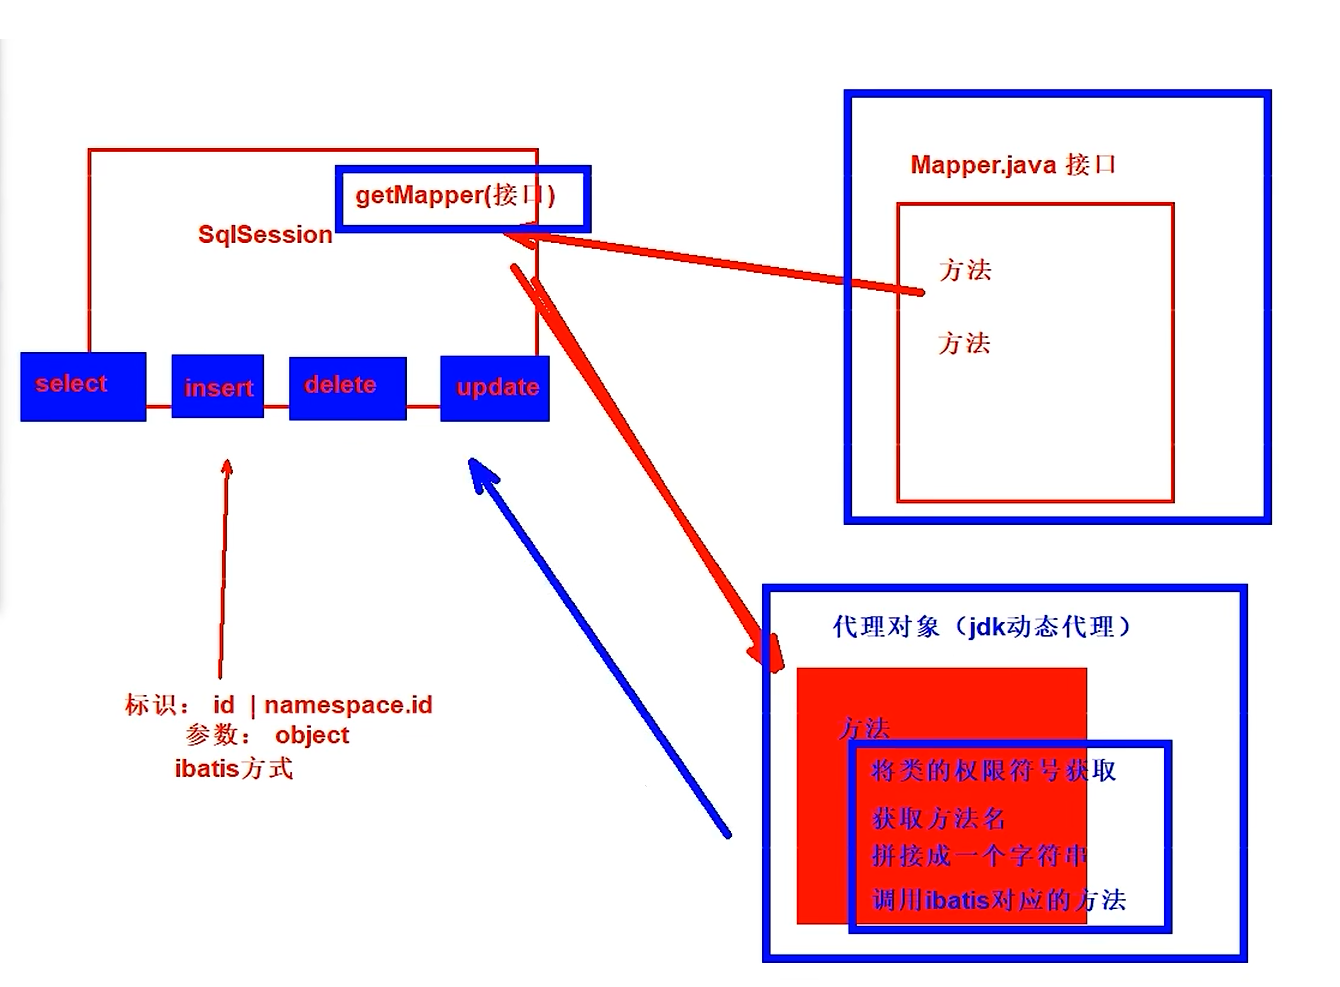 getMapper(接口)
SqlSession
select
insert
delete
update
标识： id | namespace.id
参数： object
ibatis方式
Mapper.java 接口
方法
方法
代理对象（jdk动态代理）
方法
将类的权限符号获取
获取方法名
拼接成一个字符串
调用ibatis对应的方法